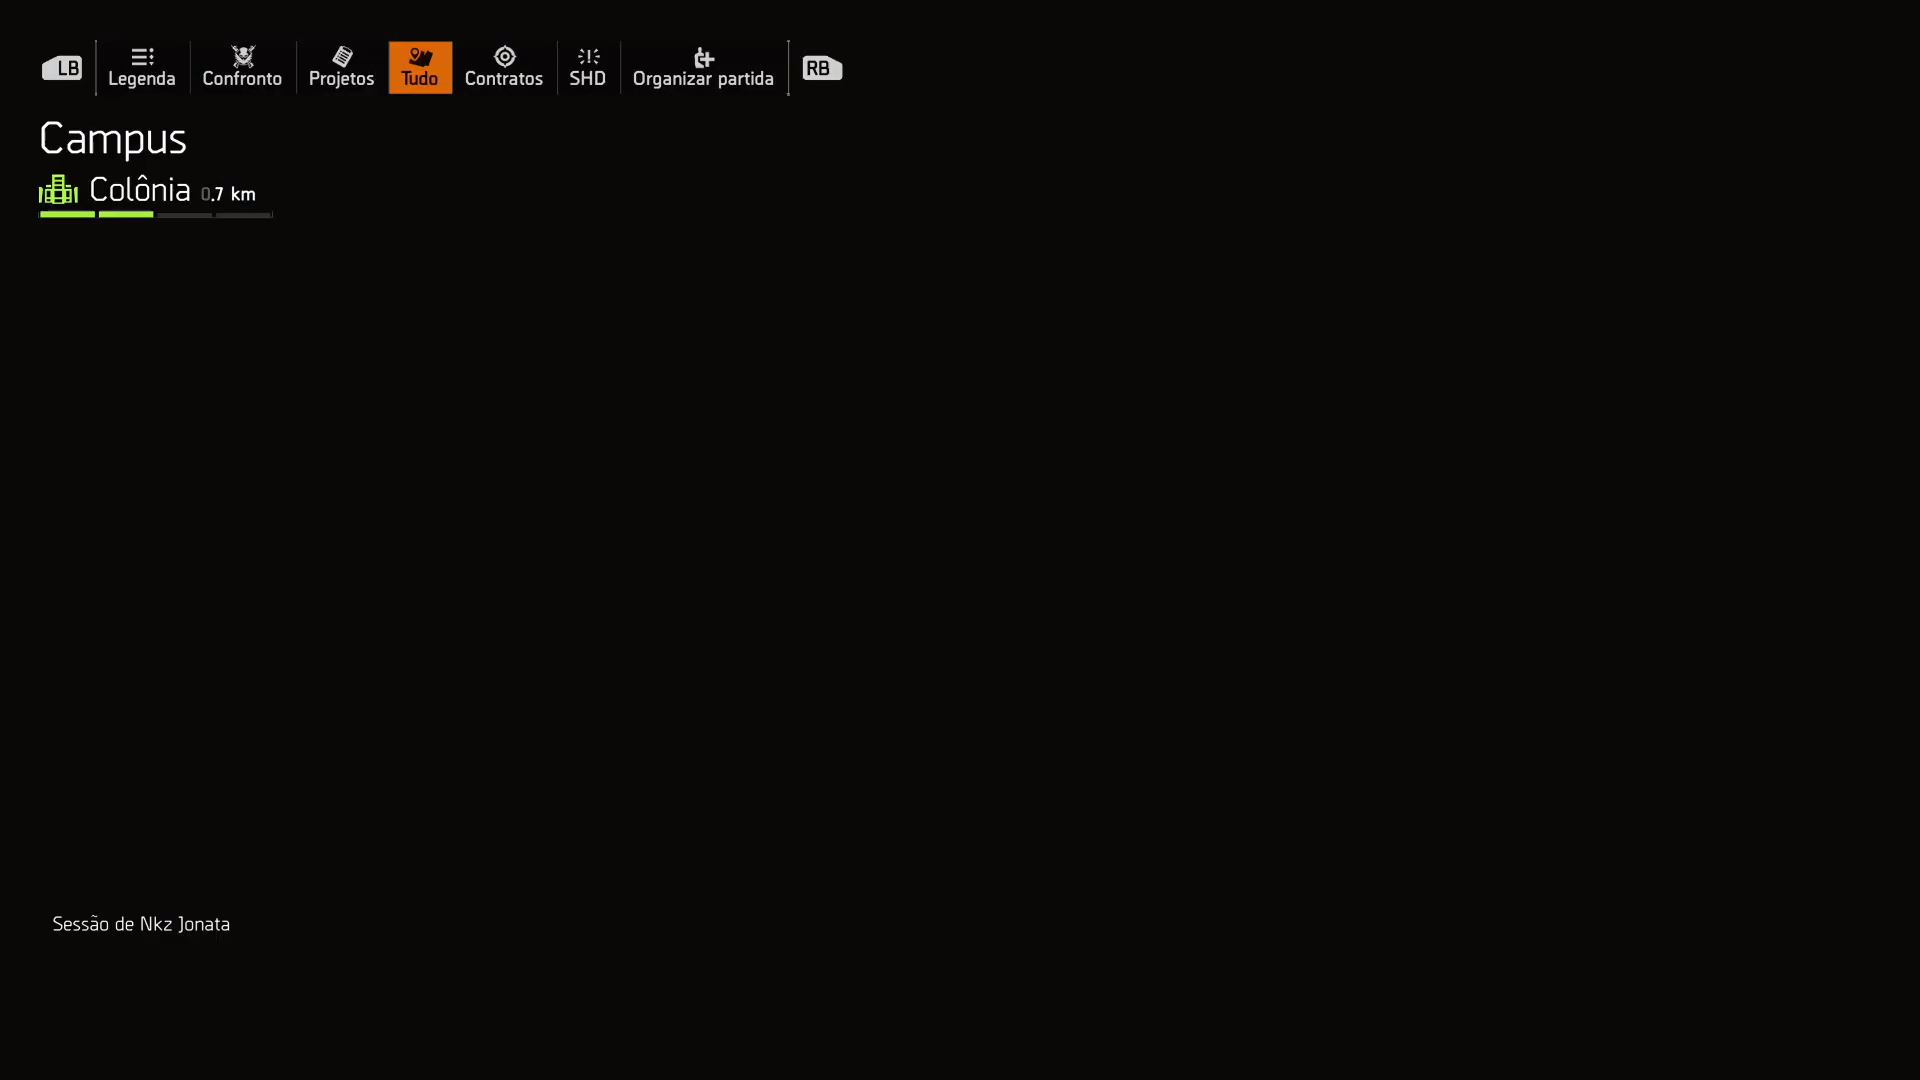 LB Legenda Confronto Projetos Tudo Contratos SHD Organizar partida RB
Campus
Colônia 0.7 km
Sessão de Nkz Jonata